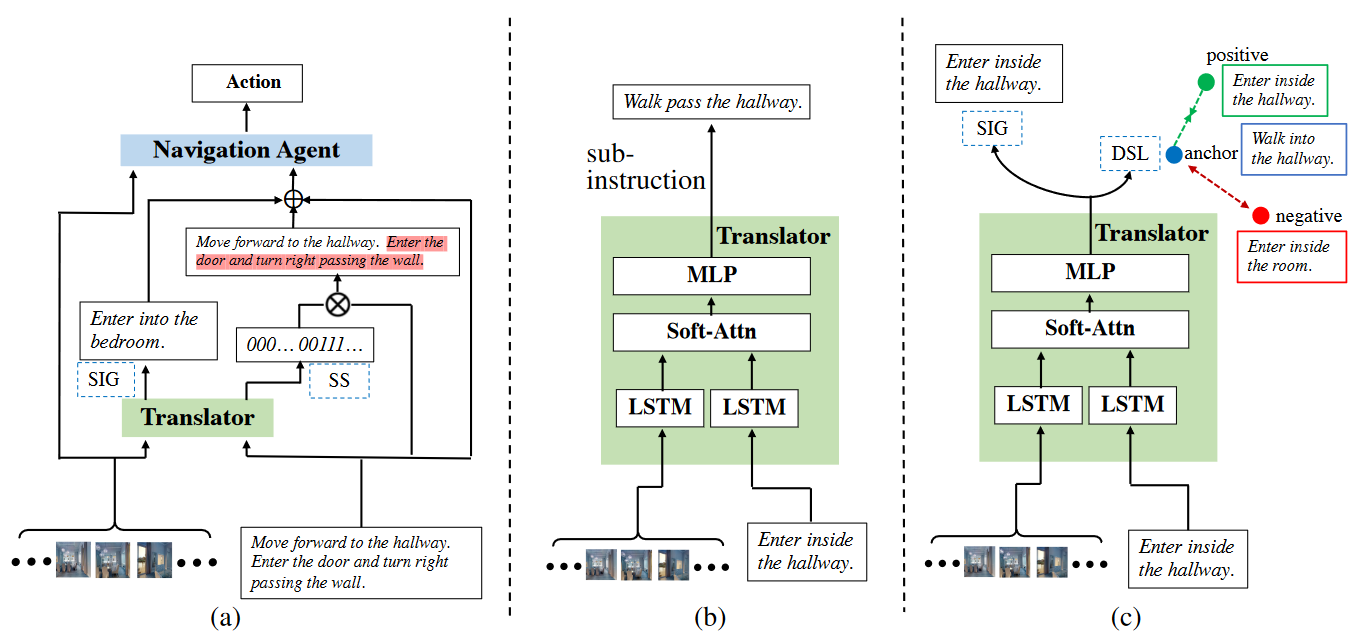 Action
Navigation Agent
Move forward to the hallway. Enter the
door and turn right passing the wall.
Enter into the
bedroom.
000... 00111...
SIG
SS
Translator
Move forward to the hallway.
Enter the door and turn right
passing the wall.
(a)
Walk pass the hallway.
sub-
instruction
Translator
MLP
Soft-Attn
LSTM
LSTM
Enter inside
the hallway.
(b)
Enter inside
the hallway.
SIG
DSL
positive
Enter inside
the hallway.
anchor
Walk into
the hallway.
negative
Enter inside
the room.
Translator
MLP
Soft-Attn
LSTM
LSTM
Enter inside
the hallway.
(c)